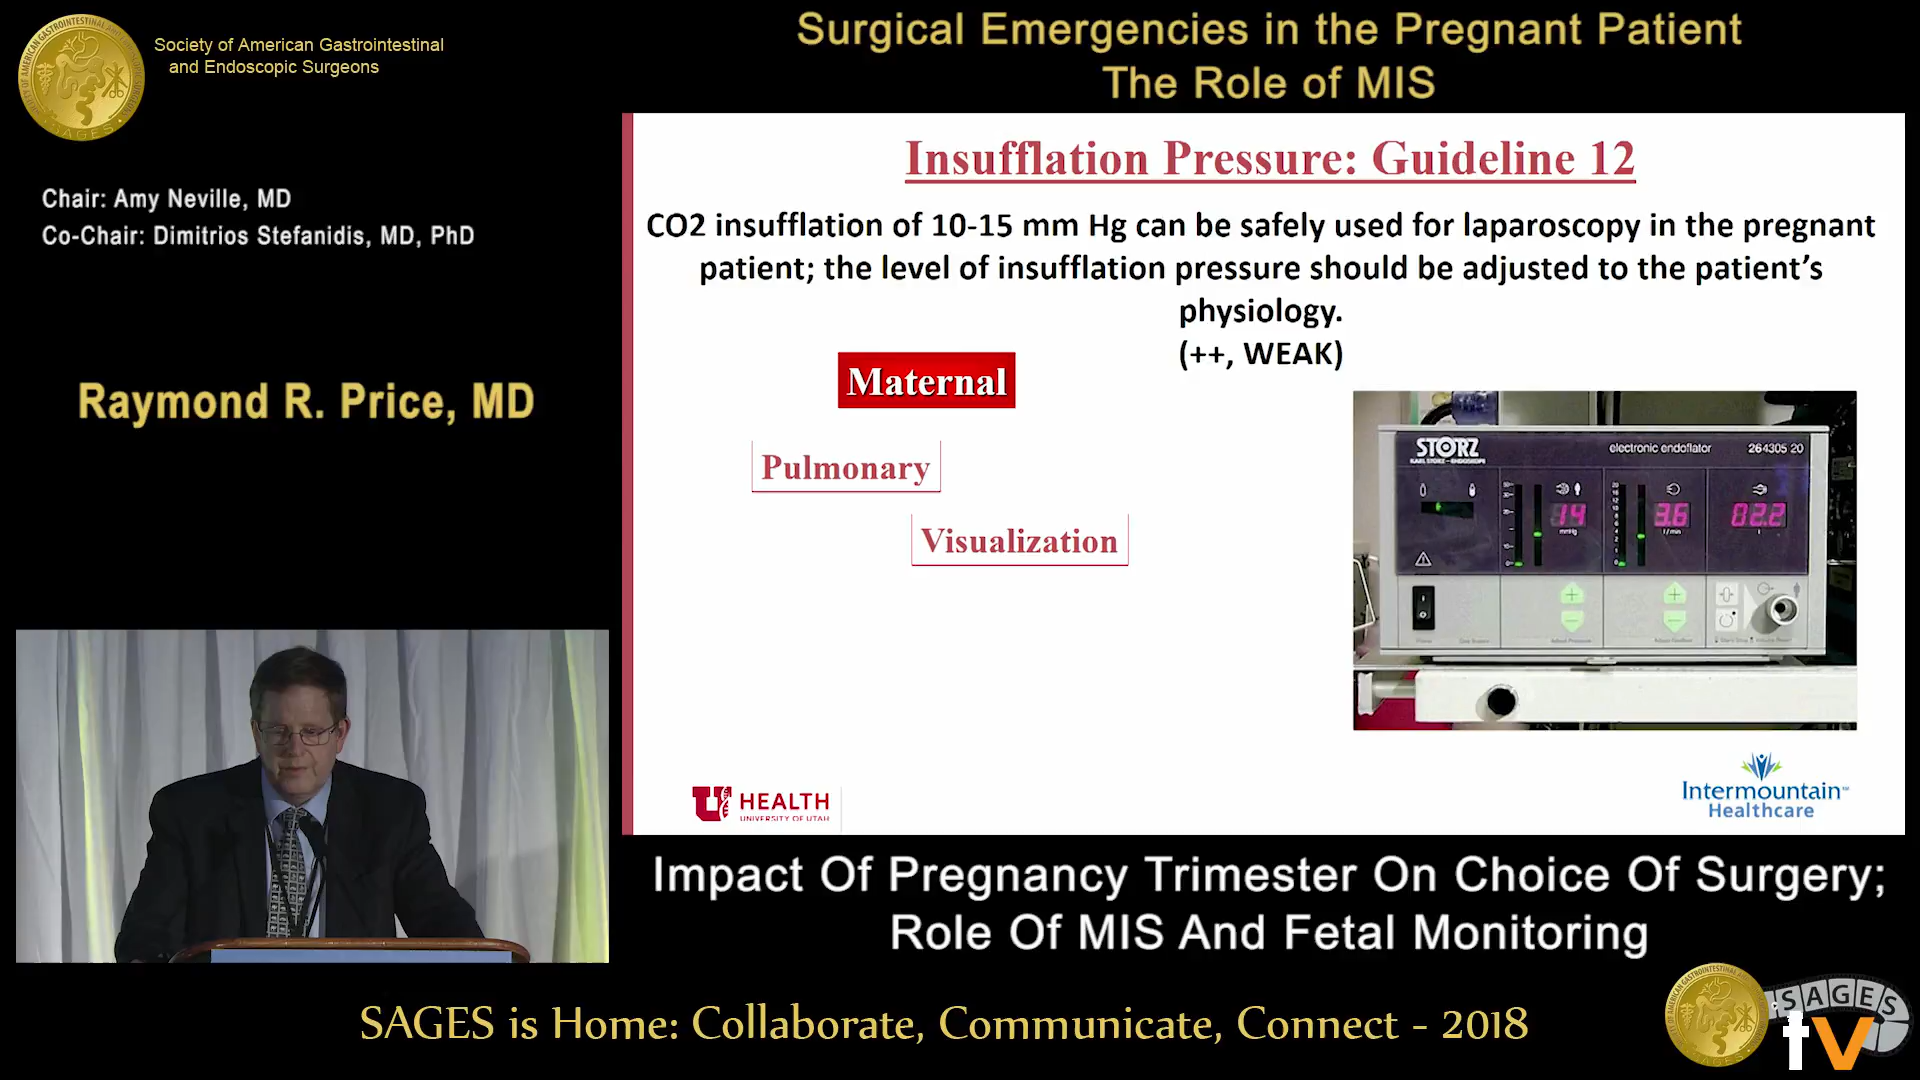 Society of American Gastrointestinal
and Endoscopic Surgeons
Surgical Emergencies in the Pregnant Patient
The Role of MIS
Chair: Amy Neville, MD
Co-Chair: Dimitrios Stefanidis, MD, PhD
Raymond R. Price, MD
Insufflation Pressure: Guideline 12
CO2 insufflation of 10-15 mm Hg can be safely used for laparoscopy in the pregnant
patient; the level of insufflation pressure should be adjusted to the patient's
physiology.
(++, WEAK)
Maternal
Pulmonary
Visualization
STORZ
KARL STORZ-ENDOSKOPE
electronic endoflator
264305 20
14
mmHg
3.6
l/min
02.2
l
U HEALTH
UNIVERSITY OF UTAH
Intermountain
Healthcare
Impact Of Pregnancy Trimester On Choice Of Surgery;
Role Of MIS And Fetal Monitoring
SAGES is Home: Collaborate, Communicate, Connect - 2018
SAGES
tv